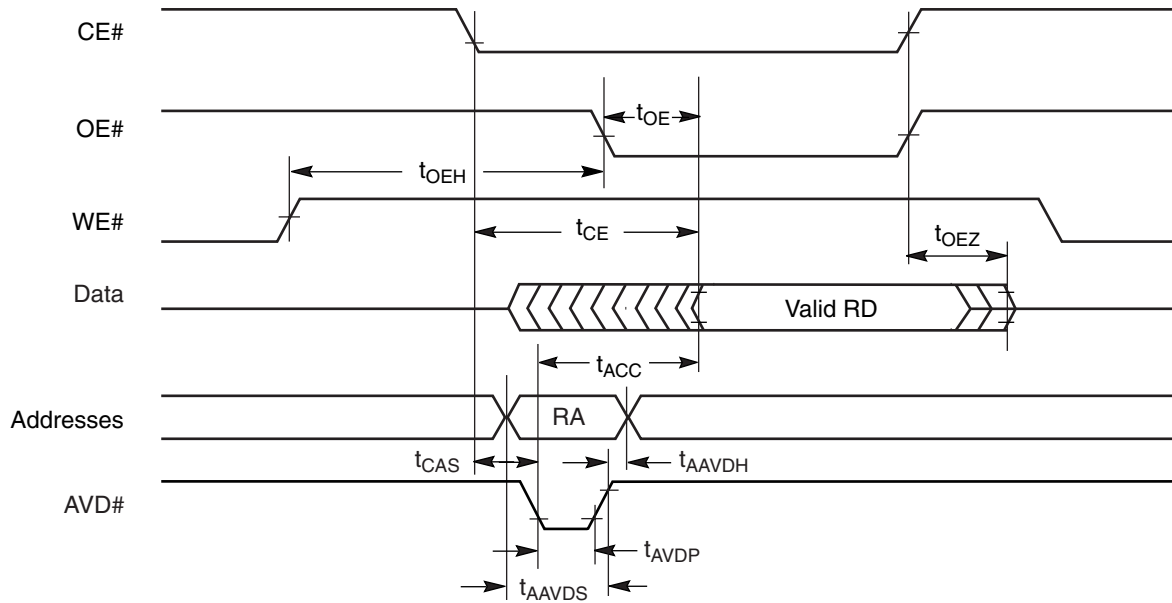 CE#
OE#
tOE
tOEH
WE#
tCE
tOEZ
Data
Valid RD
tACC
Addresses
RA
tCAS
tAAVDH
AVD#
tAVDP
tAAVDS